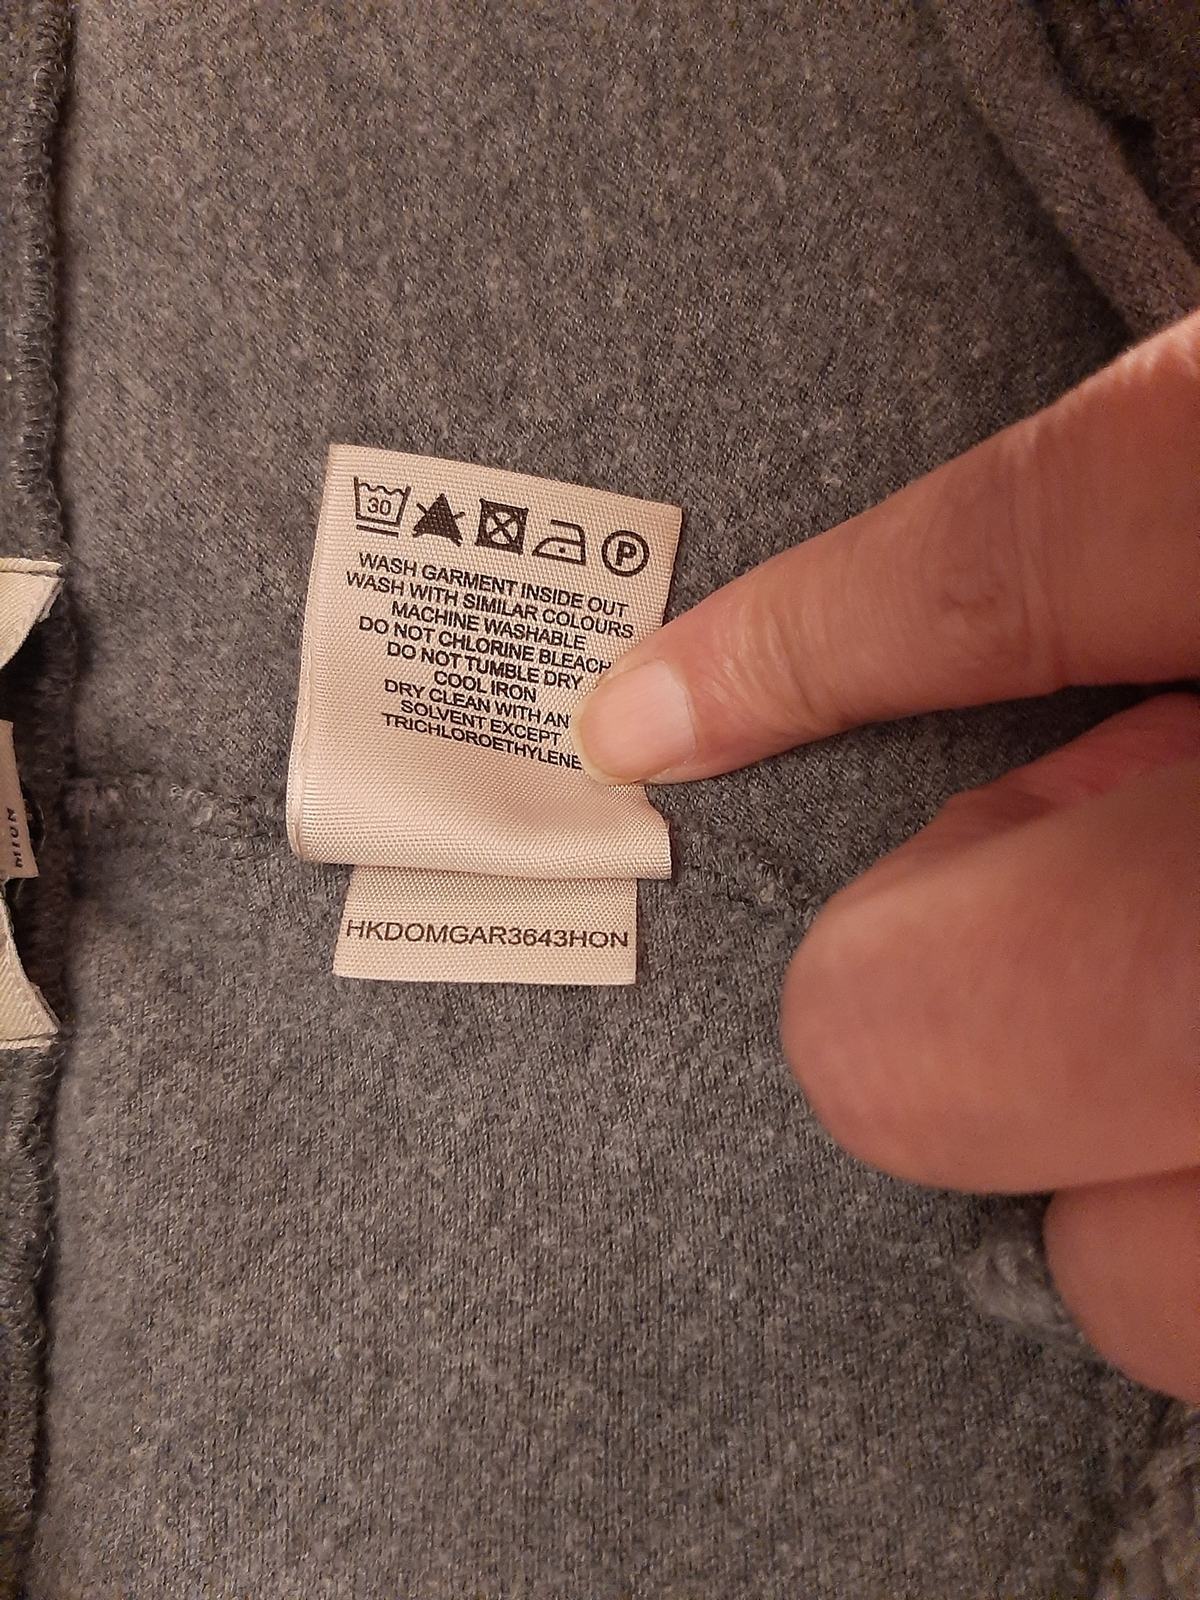 30
P
WASH GARMENT INSIDE OUT
WASH WITH SIMILAR COLOURS
MACHINE WASHABLE
DO NOT CHLORINE BLEACH
DO NOT TUMBLE DRY
COOL IRON
DRY CLEAN WITH AN
SOLVENT EXCEPT
TRICHLOROETHYLENE
HKDOMGAR3643HON